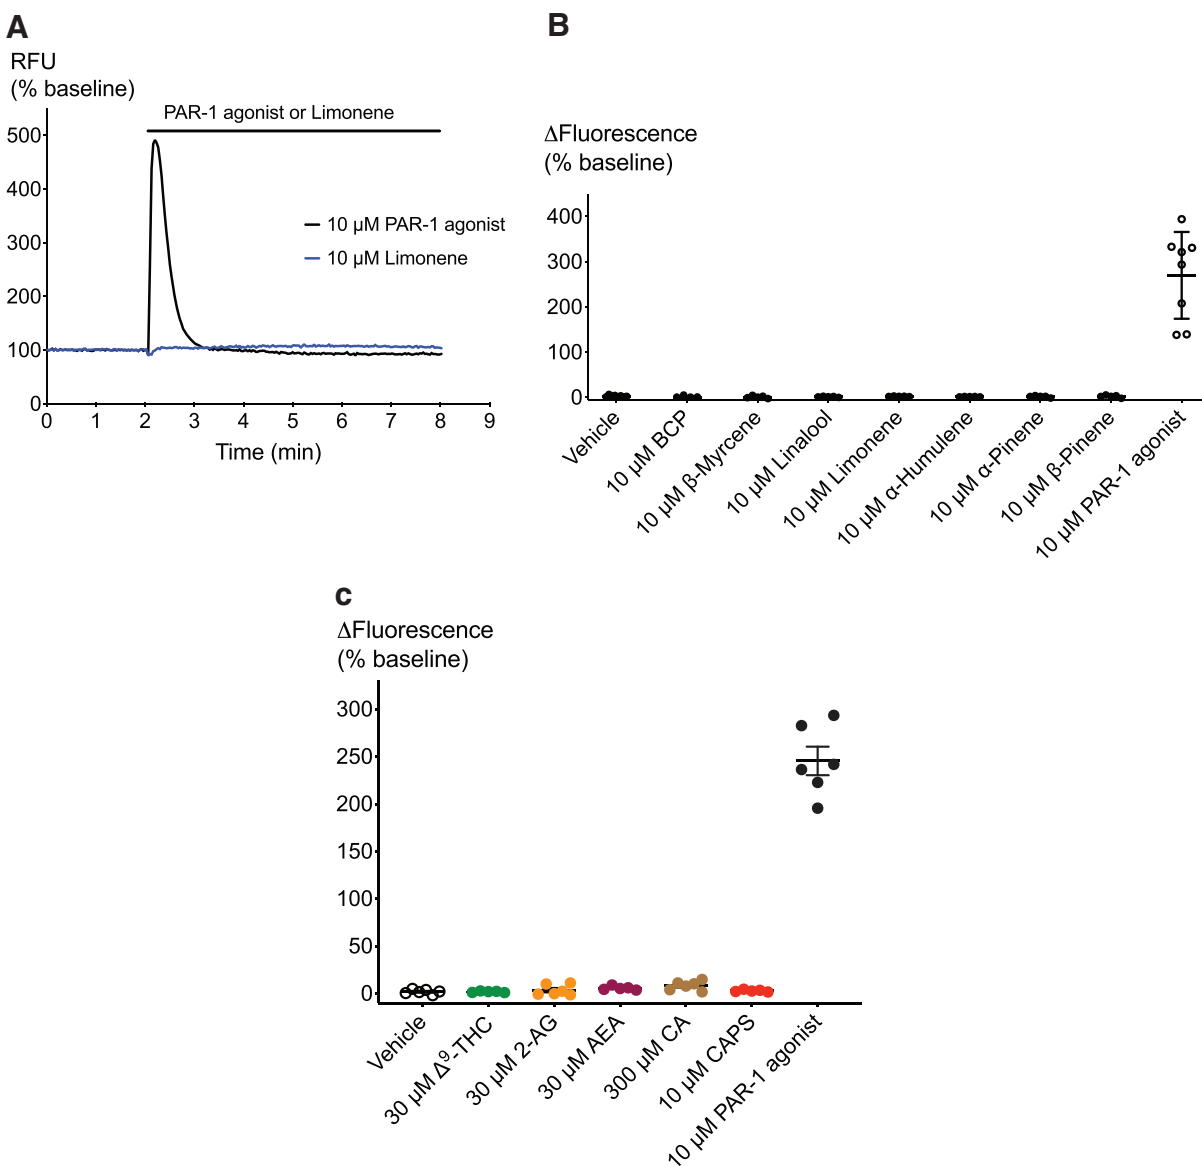 A
RFU
(% baseline)
PAR-1 agonist or Limonene
500
400
300
200
100
0
10 µM PAR-1 agonist
10 µM Limonene
0 1 2 3 4 5 6 7 8 9
Time (min)
B
ΔFluorescence
(% baseline)
400
300
200
100
0
Vehicle
10 µM BCP
10 µM β-Myrcene
10 µM Linalool
10 µM Limonene
10 µM α-Humulene
10 µM α-Pinene
10 µM β-Pinene
10 µM PAR-1 agonist
C
ΔFluorescence
(% baseline)
300
250
200
150
100
50
0
Vehicle
30 µM Δ⁹-THC
30 µM 2-AG
30 µM AEA
300 µM CA
10 µM CAPS
10 µM PAR-1 agonist